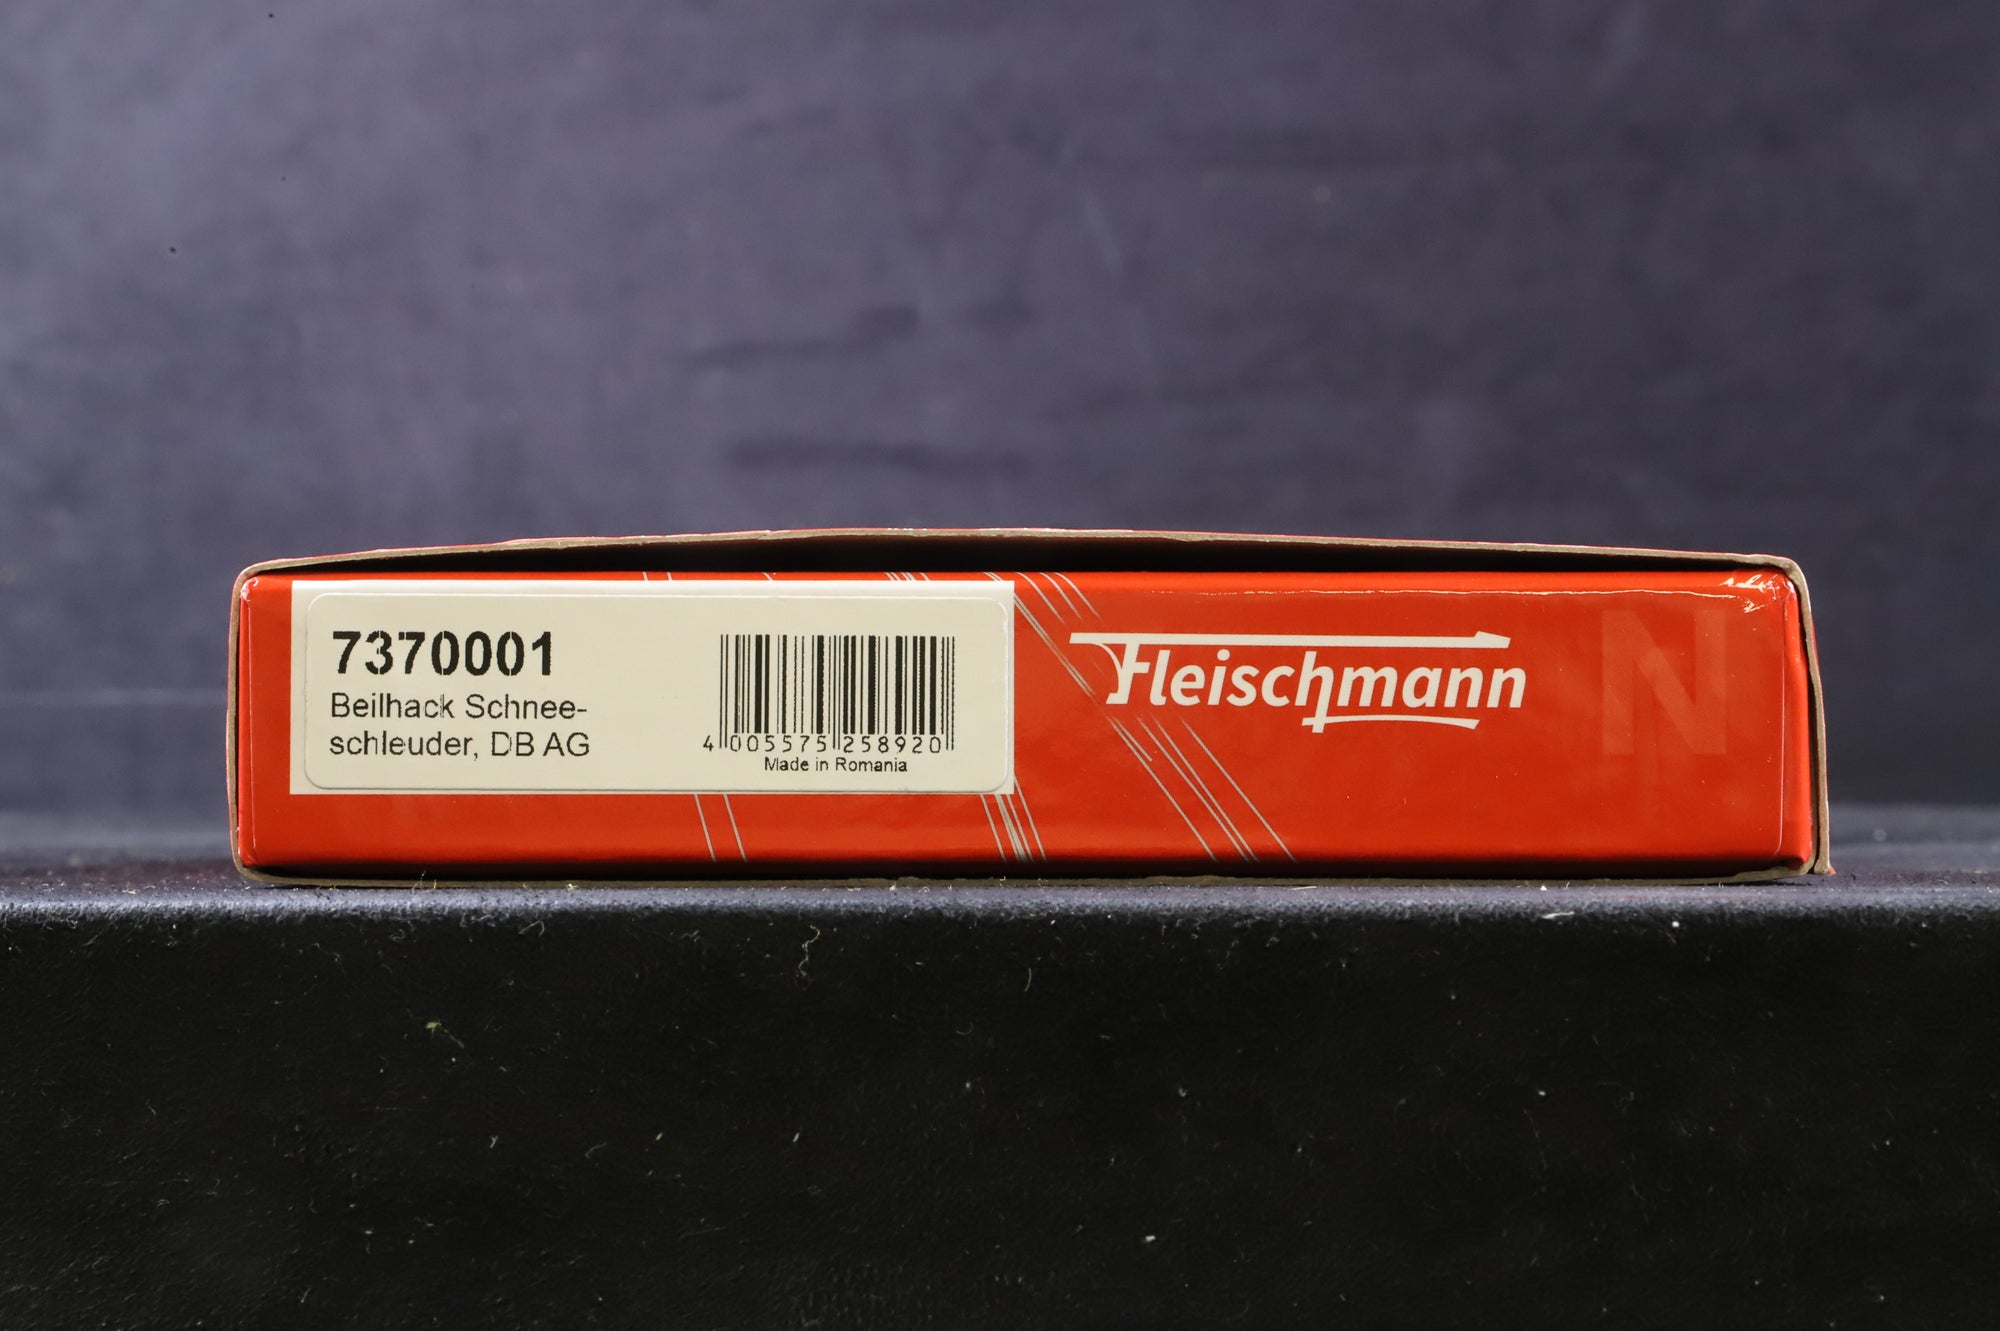 7370001
Beilhack Schnee-
schleuder, DB AG
4 005575 258920
Made in Romania
Fleischmann
N